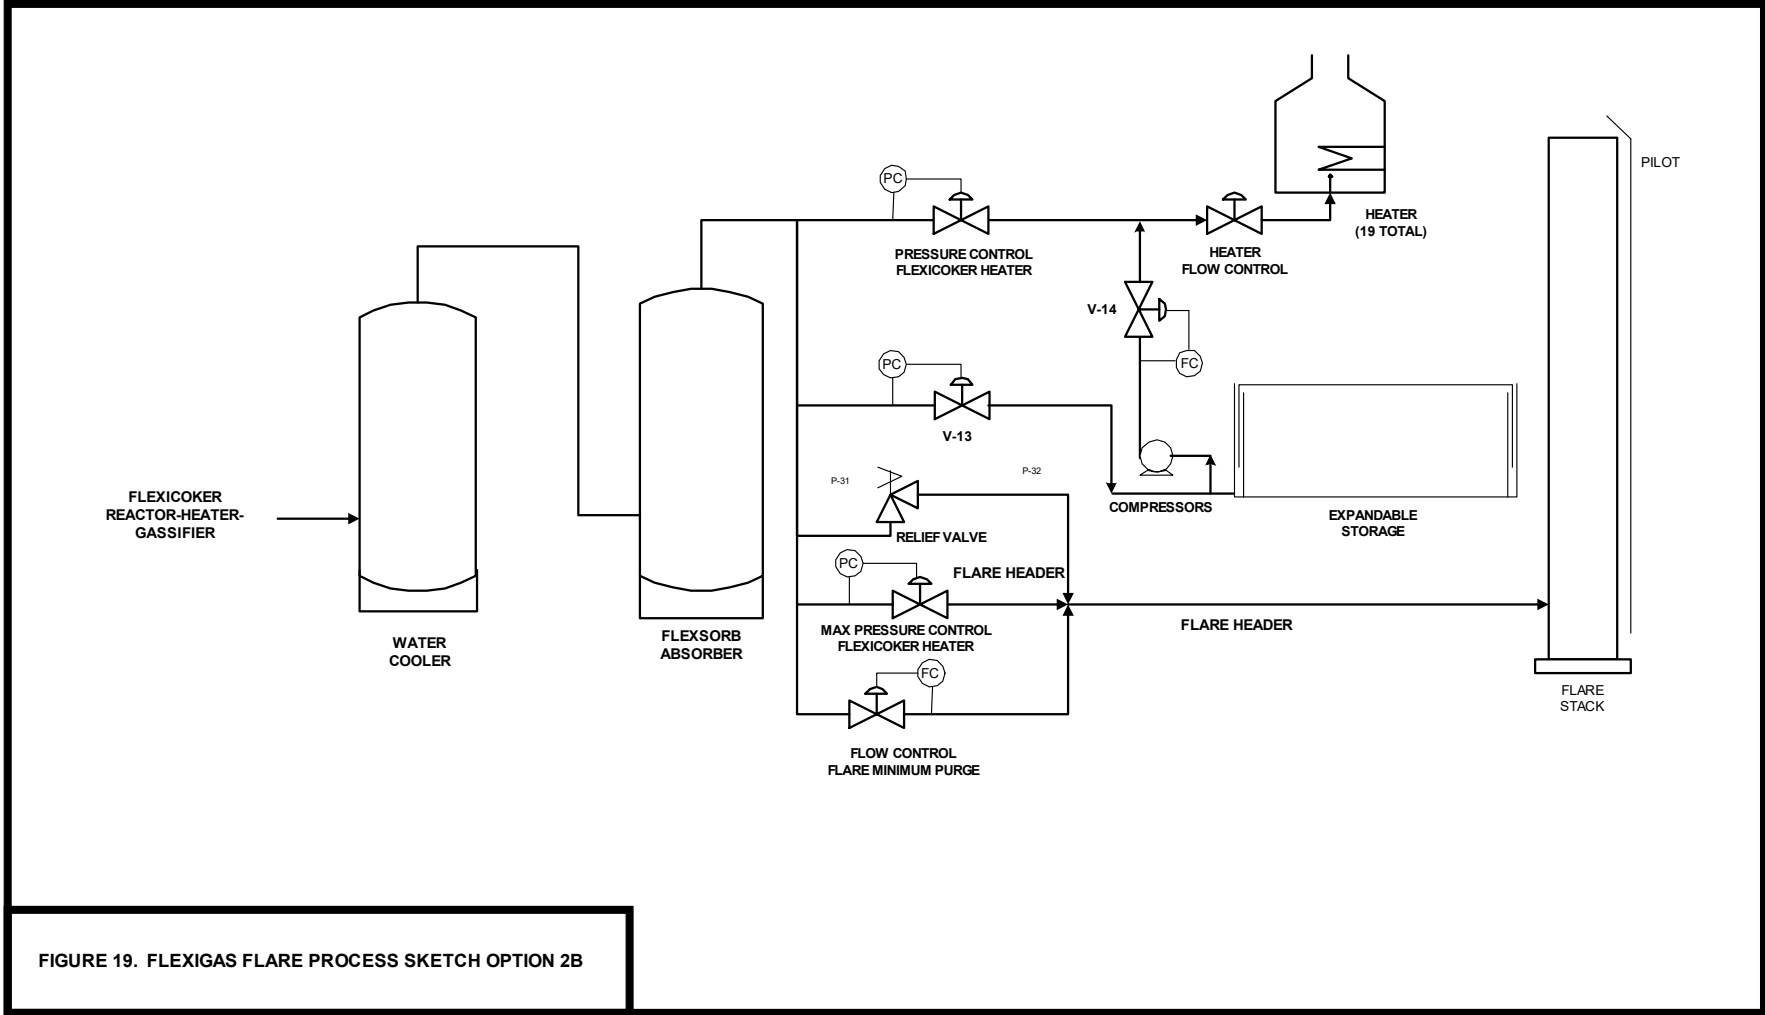 PILOT
PC
HEATER
(19 TOTAL)
PRESSURE CONTROL
FLEXICOKER HEATER
HEATER
FLOW CONTROL
V-14
FC
PC
V-13
P-31
P-32
COMPRESSORS
EXPANDABLE
STORAGE
FLEXICOKER
REACTOR-HEATER-
GASSIFIER
RELIEF VALVE
PC
FLARE HEADER
MAX PRESSURE CONTROL
FLEXICOKER HEATER
FLARE HEADER
WATER
COOLER
FLEXSORB
ABSORBER
FC
FLARE
STACK
FLOW CONTROL
FLARE MINIMUM PURGE
FIGURE 19. FLEXIGAS FLARE PROCESS SKETCH OPTION 2B